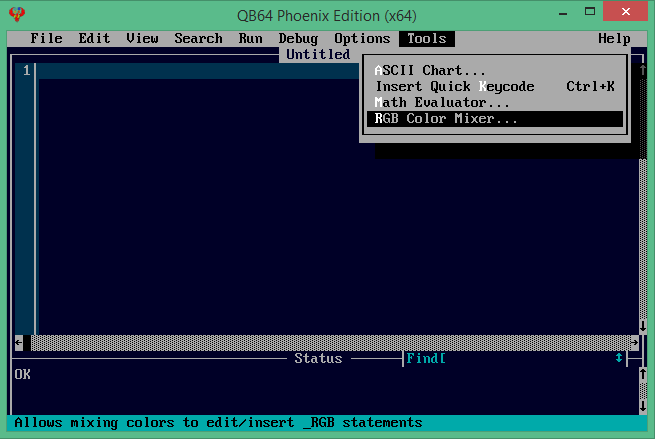 QB64 Phoenix Edition (x64)
File Edit View Search Run Debug Options Tools Help
Untitled
1
ASCII Chart...
Insert Quick Keycode Ctrl+K
Math Evaluator...
RGB Color Mixer...
Status Find[
OK
Allows mixing colors to edit/insert _RGB statements